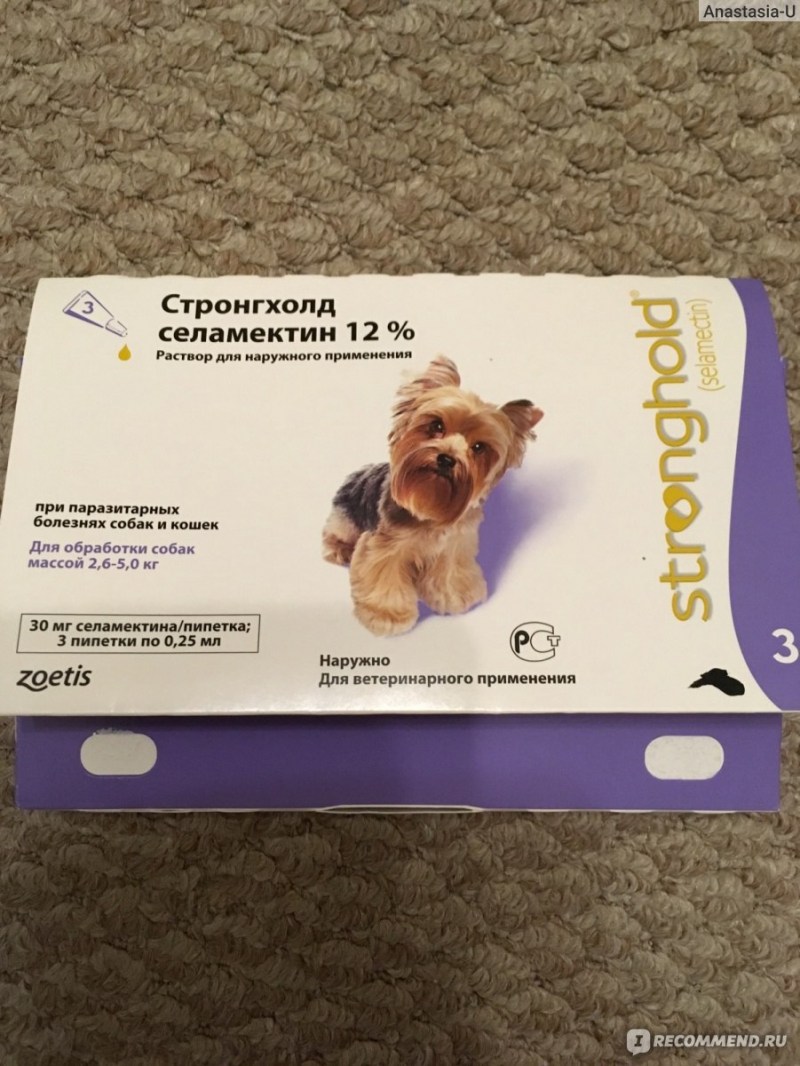 Anastasia-U
3
Стронгхолд
селамектин 12 %
Раствор для наружного применения
при паразитарных
болезнях собак и кошек
Для обработки собак
массой 2,6-5,0 кг
30 мг селамектина/пипетка;
3 пипетки по 0,25 мл
zoetis
Наружно
Для ветеринарного применения
РСТ
stronghold®
(selamectin)
3
IRECOMMEND.RU